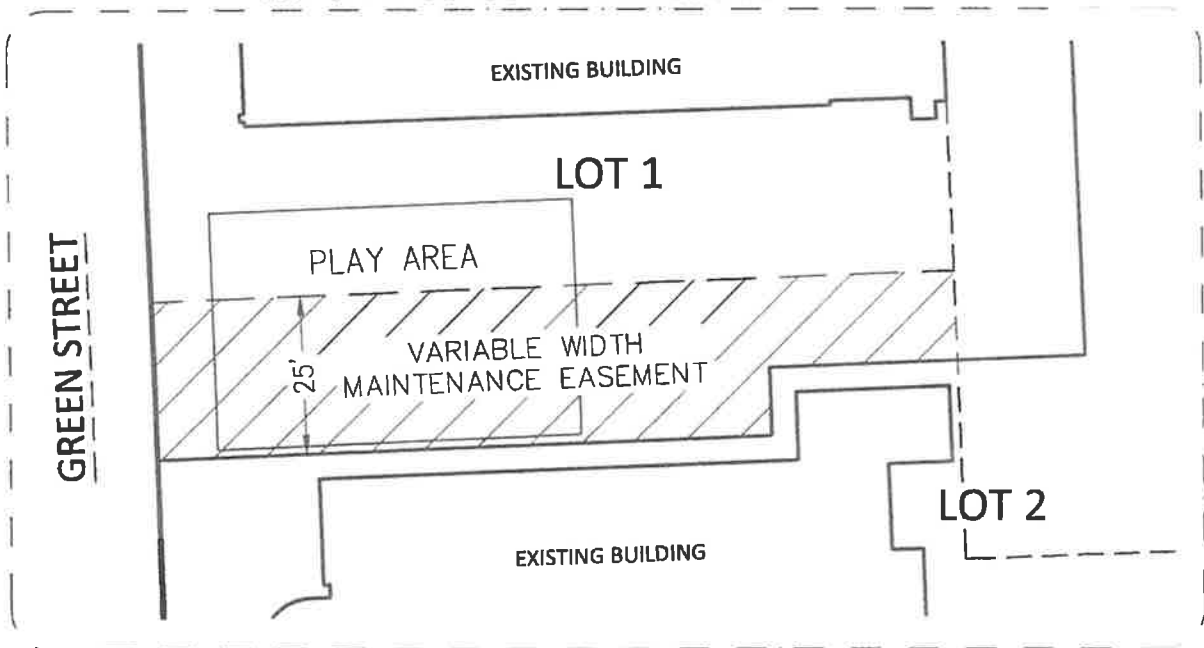 EXISTING BUILDING
LOT 1
GREEN STREET
PLAY AREA
25'
VARIABLE WIDTH
MAINTENANCE EASEMENT
LOT 2
EXISTING BUILDING